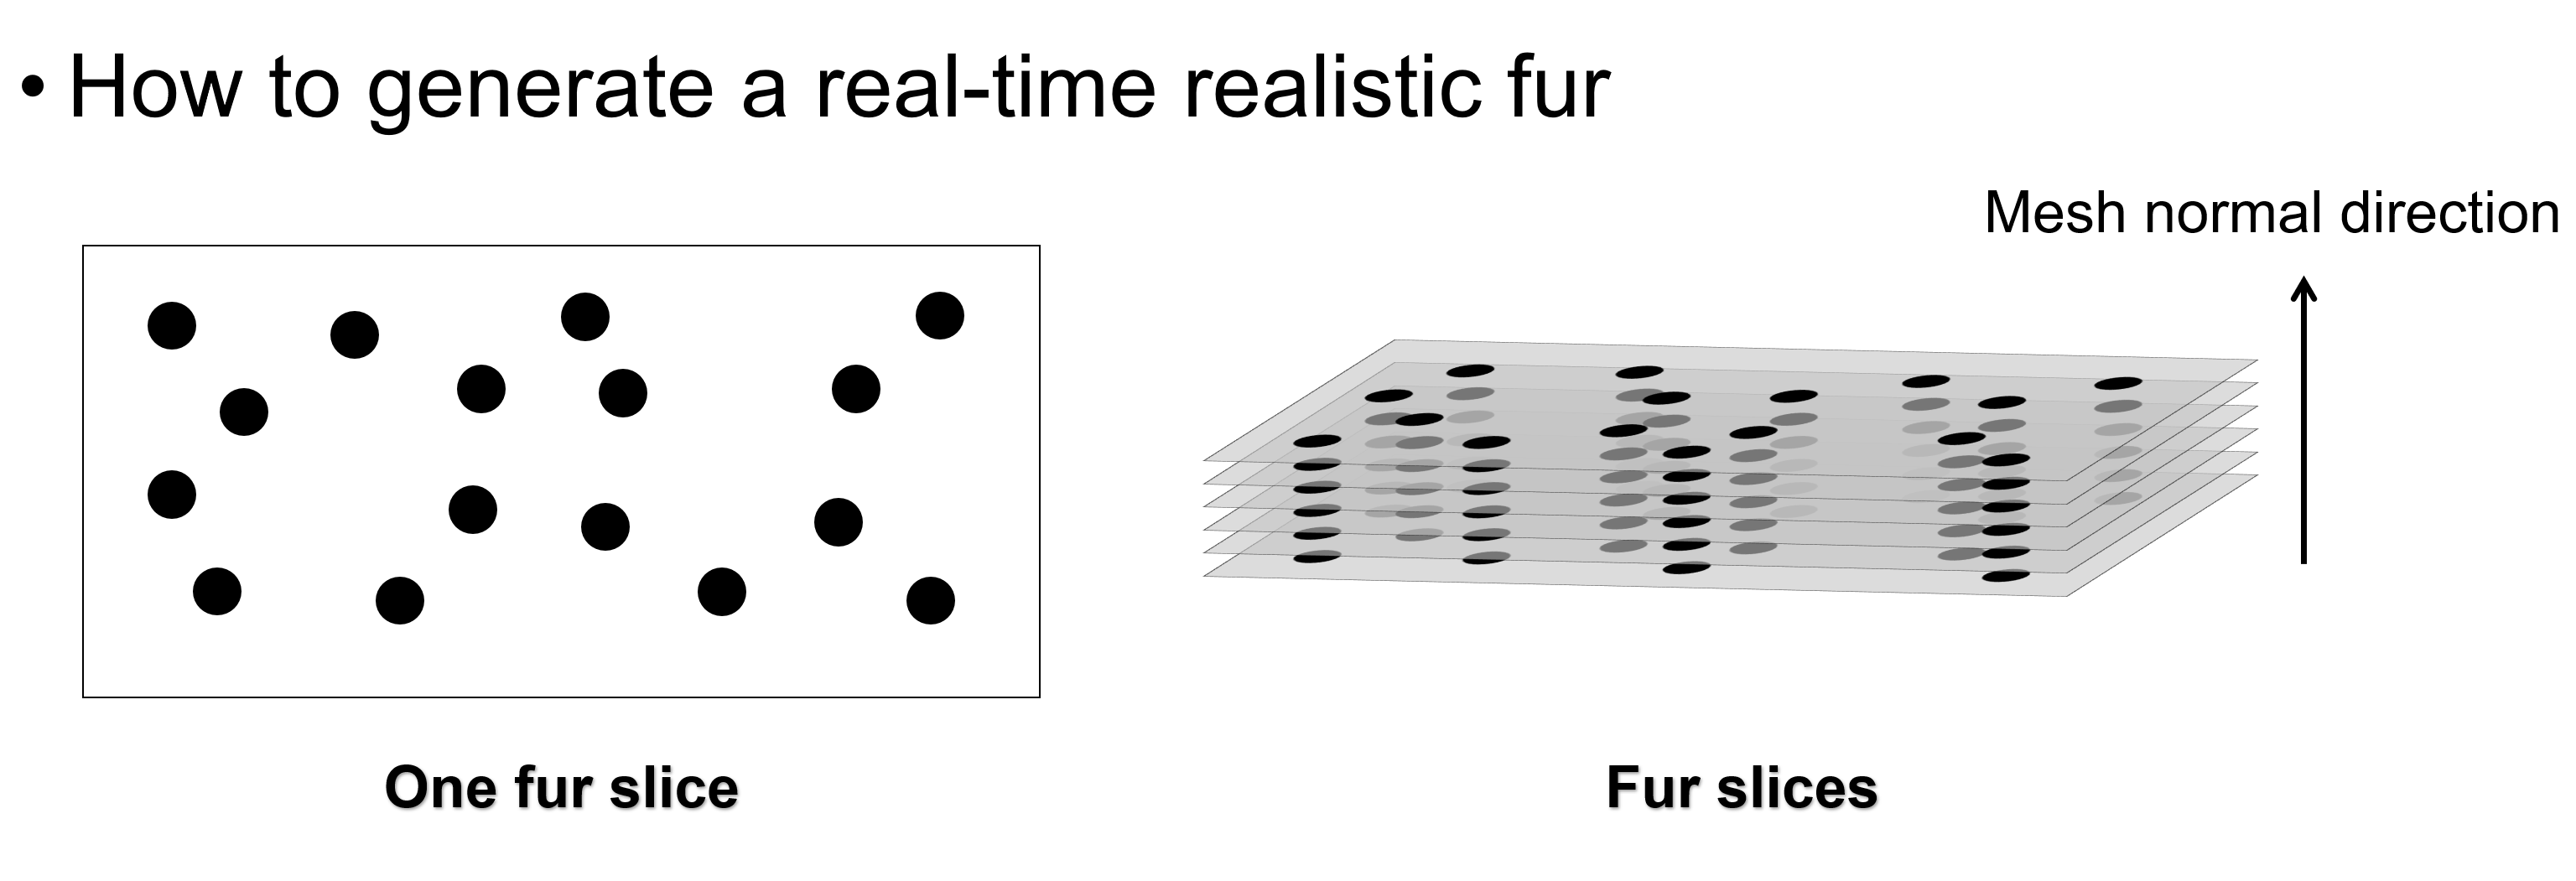 • How to generate a real-time realistic fur
Mesh normal direction
One fur slice
Fur slices